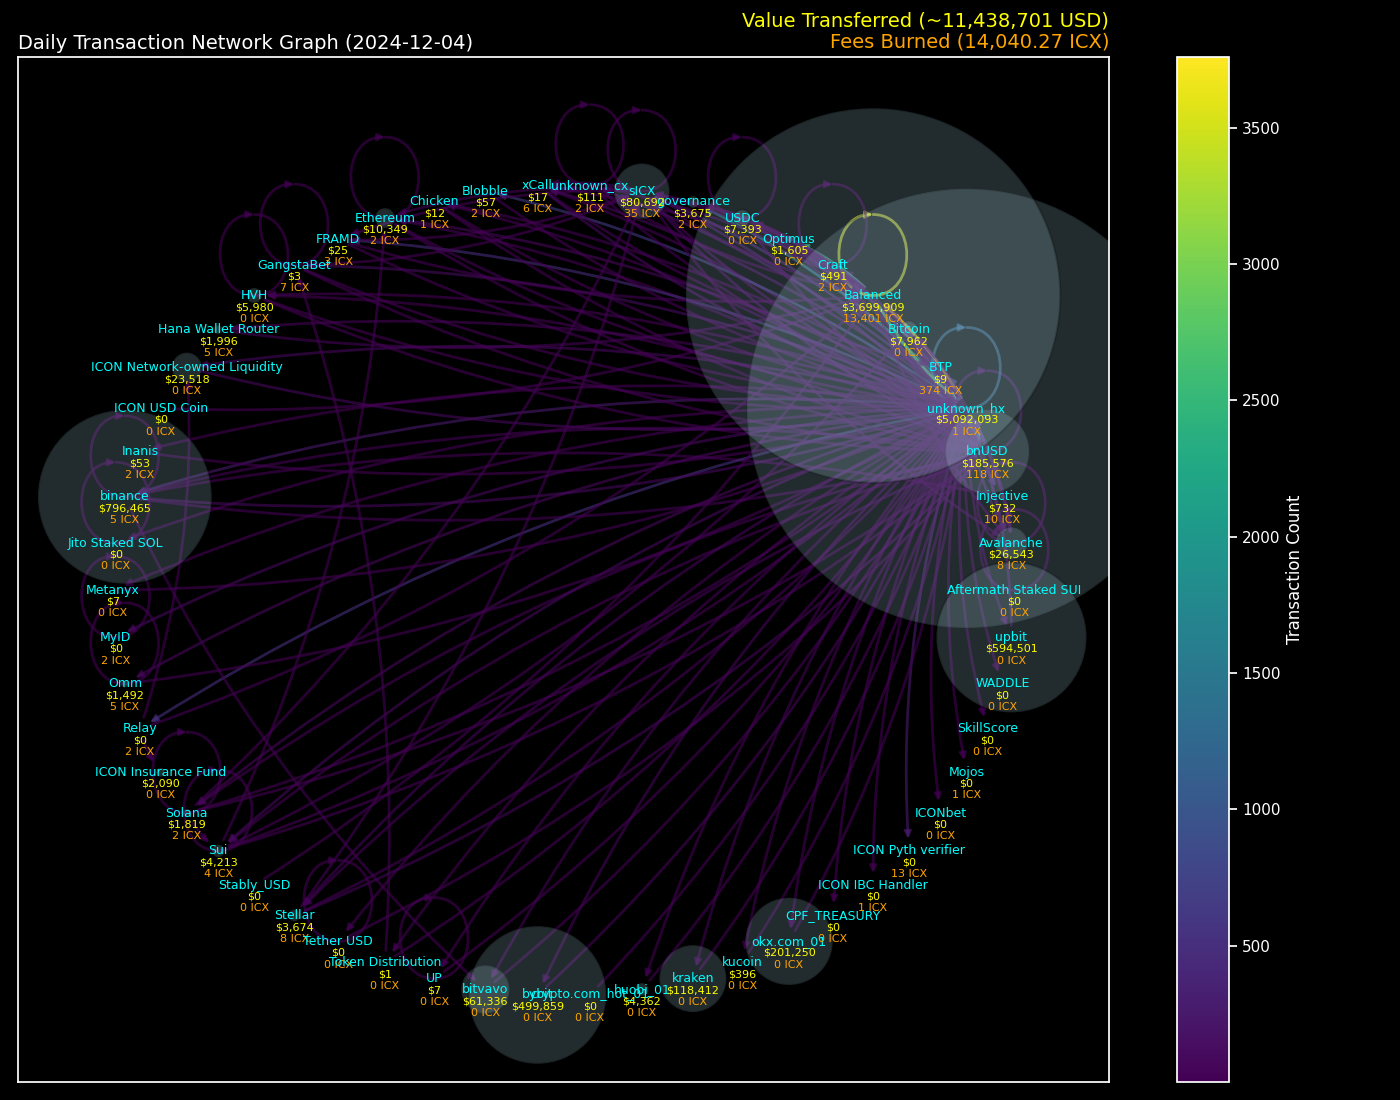 Value Transferred (~11,438,701 USD)
Daily Transaction Network Graph (2024-12-04)
Fees Burned (14,040.27 ICX)
xCall
$17
6 ICX
unknown_cx
$111
2 ICX
sICX
$80,692
35 ICX
governance
$3,675
2 ICX
USDC
$7,393
0 ICX
Optimus
$1,605
0 ICX
Craft
$491
2 ICX
Balanced
$3,699,909
13,401 ICX
Bitcoin
$7,962
0 ICX
BTP
$9
374 ICX
unknown_hx
$5,092,093
1 ICX
bnUSD
$185,576
118 ICX
Injective
$732
10 ICX
Avalanche
$26,543
8 ICX
Aftermath Staked SUI
$0
0 ICX
upbit
$594,501
0 ICX
WADDLE
$0
0 ICX
SkillScore
$0
0 ICX
Mojos
$0
1 ICX
ICONbet
$0
0 ICX
ICON Pyth verifier
$0
13 ICX
ICON IBC Handler
$0
1 ICX
CPF_TREASURY
$0
0 ICX
okx.com_01
$201,250
0 ICX
kucoin
$396
0 ICX
kraken
$118,412
0 ICX
huobi_01
$4,362
0 ICX
crypto.com_hot_01
$0
0 ICX
$499,859
0 ICX
bitvavo
$61,336
0 ICX
UP
$7
0 ICX
Token Distribution
$1
0 ICX
Tether USD
$0
0 ICX
Stellar
$3,674
8 ICX
Stably_USD
$0
0 ICX
Sui
$4,213
4 ICX
Solana
$1,819
2 ICX
ICON Insurance Fund
$2,090
0 ICX
Relay
$0
2 ICX
Omm
$1,492
5 ICX
MyID
$0
2 ICX
Metanyx
$7
0 ICX
Jito Staked SOL
$0
0 ICX
binance
$796,465
5 ICX
Inanis
$53
2 ICX
ICON USD Coin
$0
0 ICX
ICON Network-owned Liquidity
$23,518
0 ICX
Hana Wallet Router
$1,996
5 ICX
HVH
$5,980
0 ICX
GangstaBet
$3
7 ICX
FRAMD
$25
3 ICX
Ethereum
$10,349
2 ICX
Chicken
$12
1 ICX
Blobble
$57
2 ICX
3500
3000
2500
2000
1500
1000
500
Transaction Count